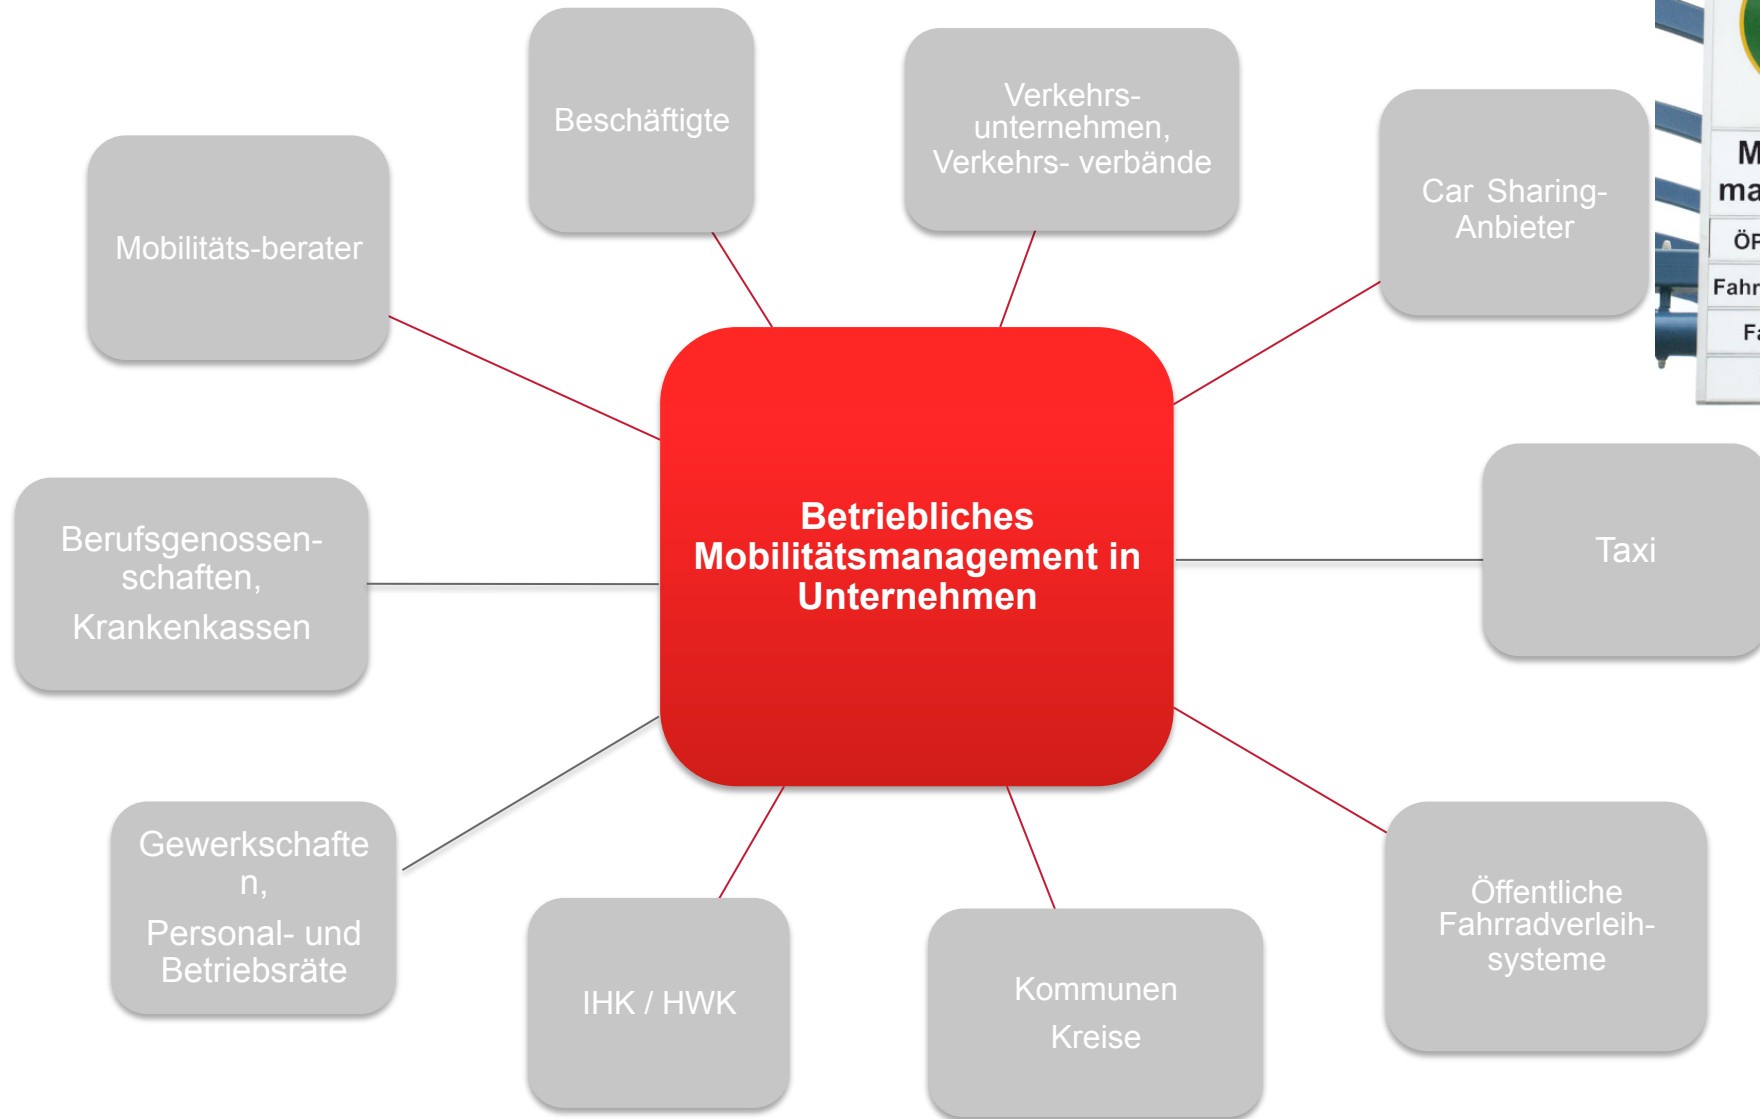 Beschäftigte
Verkehrs-
unternehmen,
Verkehrs- verbände
Car Sharing-
Anbieter
Mobilitäts-berater
Betriebliches
Mobilitätsmanagement in
Unternehmen
Berufsgenossen-
schaften,
Krankenkassen
Taxi
Gewerkschafte
n,
Personal- und
Betriebsräte
IHK / HWK
Kommunen
Kreise
Öffentliche
Fahrradverleih-
systeme